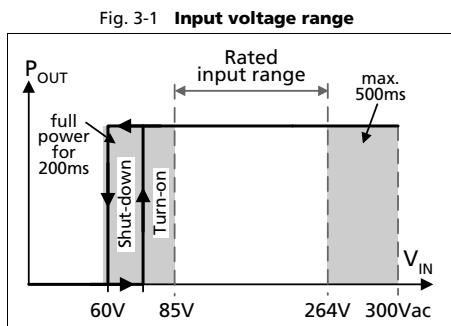 Fig. 3-1 Input voltage range
POUT
Rated
input range
max.
500ms
full
power
for
200ms
Shut-down
Turn-on
VIN
60V
85V
264V
300Vac